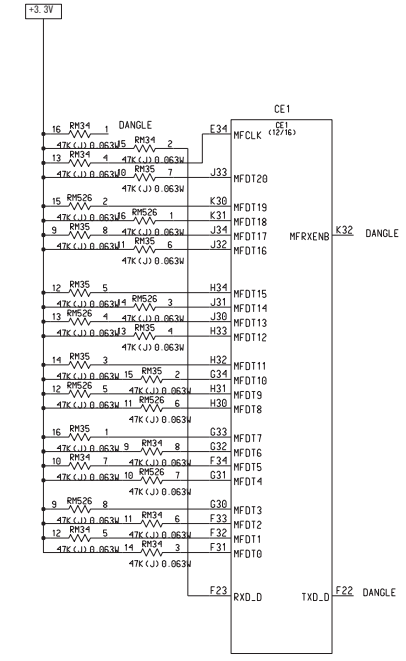 +3.3V
CE1
16 RM34 1 DANGLE
CE1
(12/16)
E34 MFCLK
47K(J) 0.063W 15 RM34 2
13 RM34 4 47K(J) 0.063W
47K(J) 0.063W 10 RM35 7 J33 MFDT20
47K(J) 0.063W
15 RM526 2 K30 MFDT19
47K(J) 0.063W 16 RM526 1 K31 MFDT18
9 RM35 8 47K(J) 0.063W J34 MFDT17 MFRXENB K32 DANGLE
47K(J) 0.063W 11 RM35 6 J32 MFDT16
47K(J) 0.063W
12 RM35 5 H34 MFDT15
47K(J) 0.063W 14 RM526 3 J31 MFDT14
13 RM526 4 47K(J) 0.063W J30 MFDT13
47K(J) 0.063W 13 RM35 4 H33 MFDT12
47K(J) 0.063W
14 RM35 3 H32 MFDT11
47K(J) 0.063W 15 RM35 2 G34 MFDT10
12 RM526 5 47K(J) 0.063W H31 MFDT9
47K(J) 0.063W 11 RM526 6 H30 MFDT8
47K(J) 0.063W
16 RM35 1 G33 MFDT7
47K(J) 0.063W 9 RM34 8 G32 MFDT6
10 RM34 7 47K(J) 0.063W F34 MFDT5
47K(J) 0.063W 10 RM526 7 G31 MFDT4
47K(J) 0.063W
9 RM526 8 G30 MFDT3
47K(J) 0.063W 11 RM34 6 F33 MFDT2
12 RM34 5 47K(J) 0.063W F32 MFDT1
47K(J) 0.063W 14 RM34 3 F31 MFDT0
47K(J) 0.063W
F23 RXD_D TXD_D F22 DANGLE